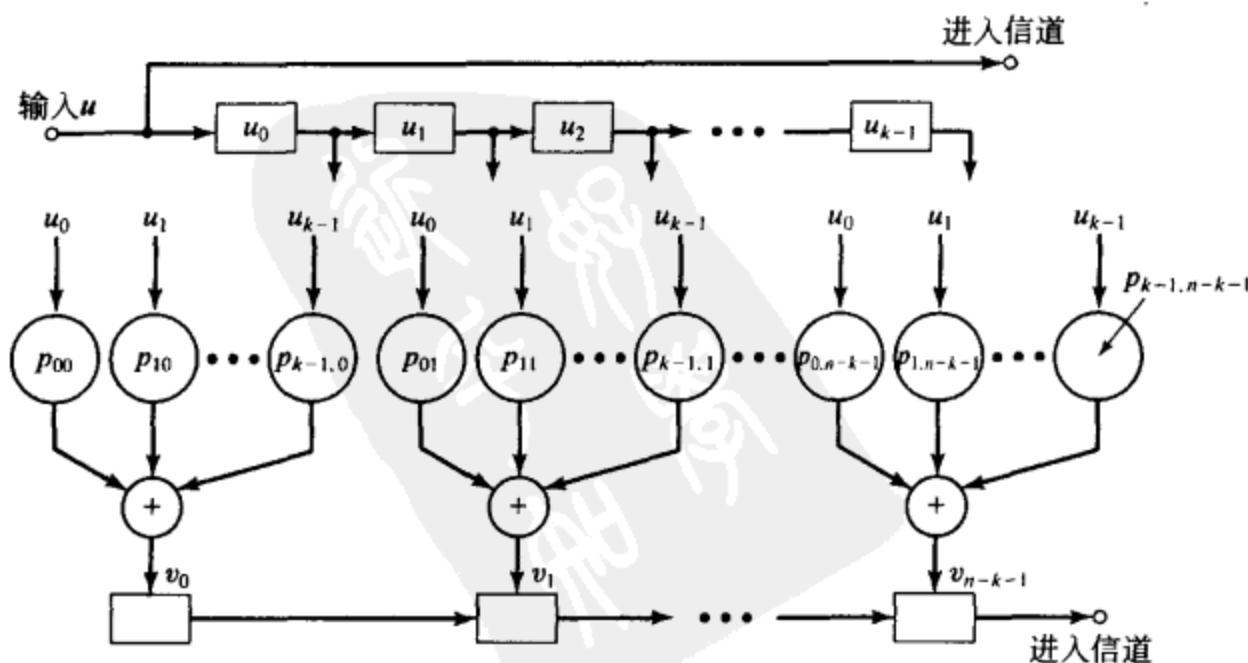 进入信道
输入u
u₀ u₁ u₂ ••• uₖ₋₁
u₀ u₁ uₖ₋₁ u₀ u₁ uₖ₋₁ u₀ u₁ uₖ₋₁
pₖ₋₁,ₙ₋ₖ₋₁
p₀₀ p₁₀ ••• pₖ₋₁,₀ p₀₁ p₁₁ ••• pₖ₋₁,₁ ••• p₀,ₙ₋ₖ₋₁ p₁,ₙ₋ₖ₋₁ •••
+ + +
v₀ v₁ vₙ₋ₖ₋₁
•••
进入信道